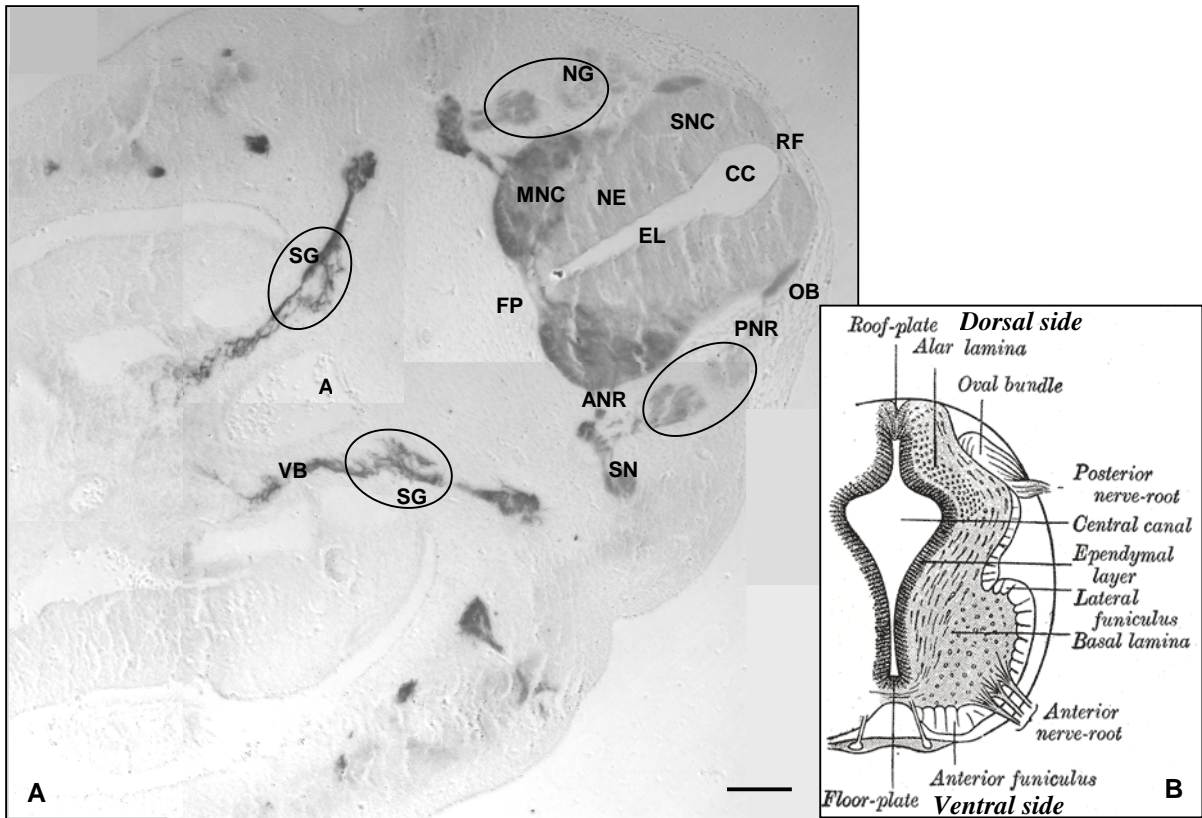 NG
SNC
RF
CC
MNC
NE
EL
SG
FP
OB
PNR
A
ANR
VB
SG
SN
A
Roof-plate Dorsal side
Alar lamina
Oval bundle
Posterior
nerve-root
Central canal
Ependymal
layer
Lateral
funiculus
Basal lamina
Anterior
nerve-root
Anterior funiculus
Floor-plate Ventral side
B